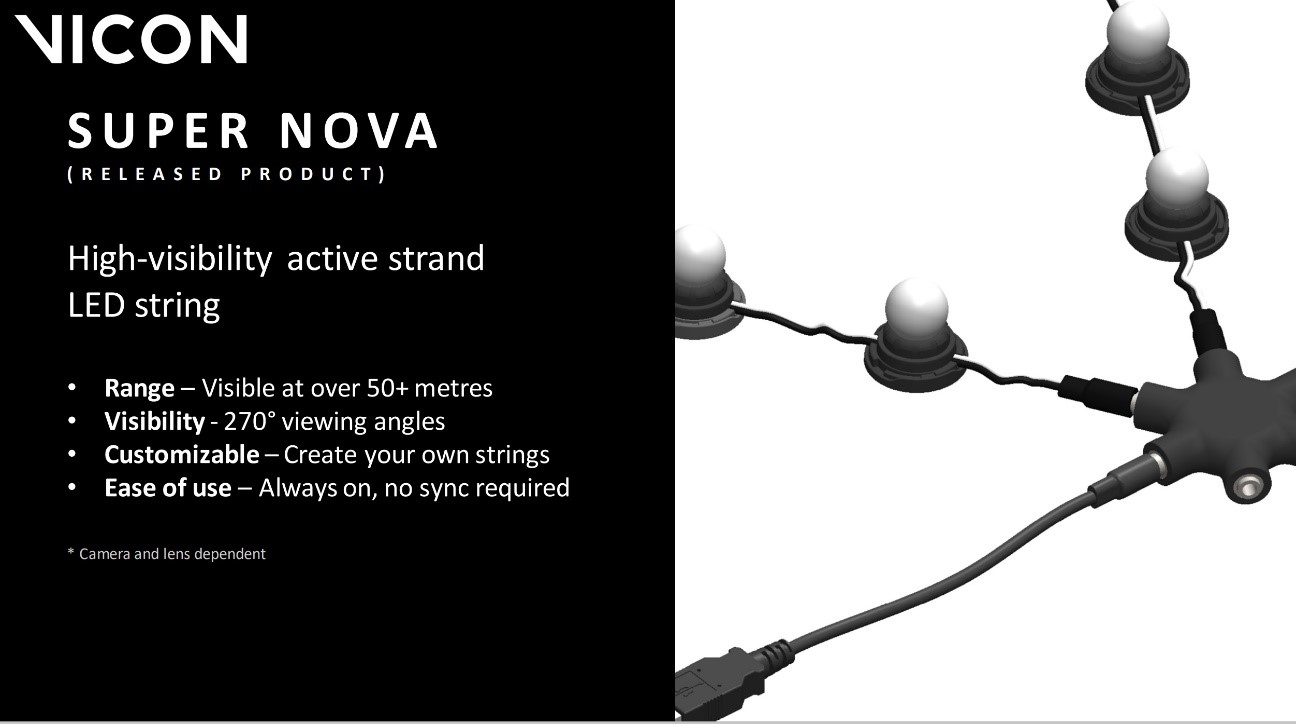 VICON
SUPER NOVA
(RELEASED PRODUCT)
High-visibility active strand
LED string
• Range – Visible at over 50+ metres
• Visibility - 270° viewing angles
• Customizable – Create your own strings
• Ease of use – Always on, no sync required
* Camera and lens dependent